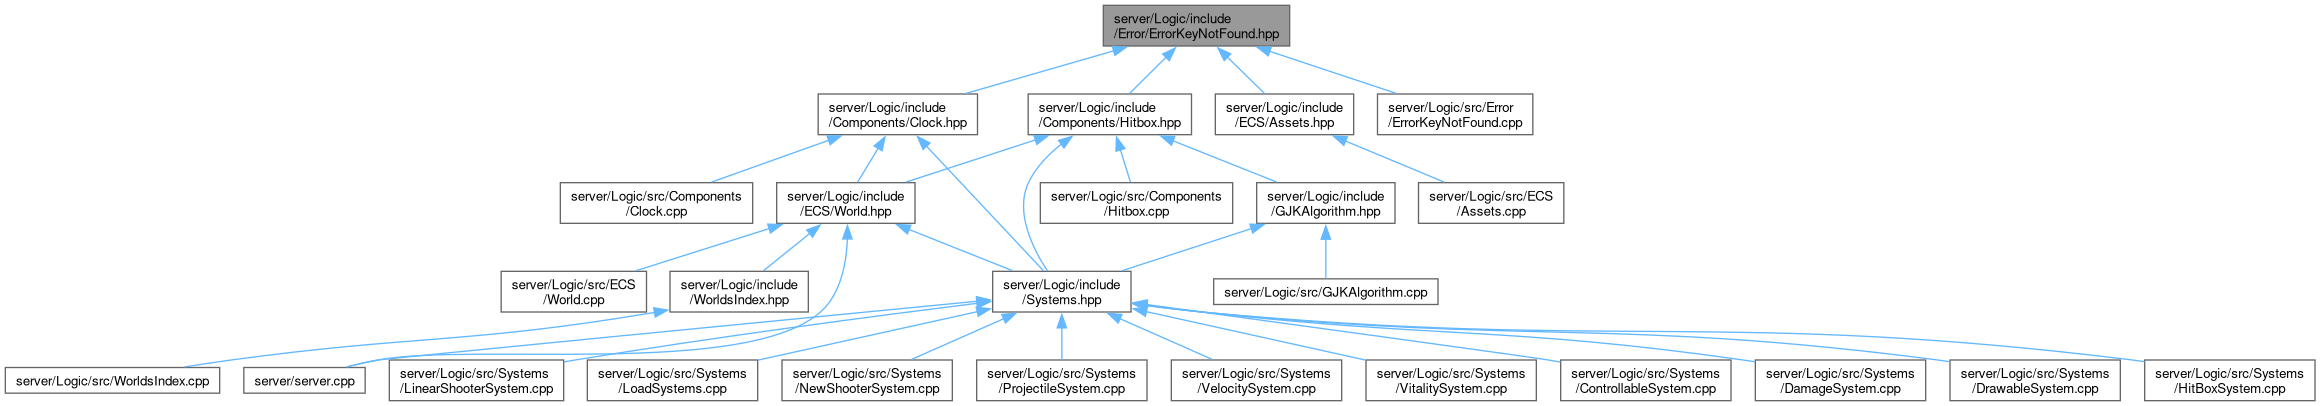 server/Logic/include
/Error/ErrorKeyNotFound.hpp
server/Logic/include
/Components/Clock.hpp
server/Logic/include
/Components/Hitbox.hpp
server/Logic/include
/ECS/Assets.hpp
server/Logic/src/Error
/ErrorKeyNotFound.cpp
server/Logic/src/Components
/Clock.cpp
server/Logic/include
/ECS/World.hpp
server/Logic/src/Components
/Hitbox.cpp
server/Logic/include
/GJKAlgorithm.hpp
server/Logic/src/ECS
/Assets.cpp
server/Logic/src/ECS
/World.cpp
server/Logic/include
/WorldsIndex.hpp
server/Logic/include
/Systems.hpp
server/Logic/src/GJKAlgorithm.cpp
server/Logic/src/WorldsIndex.cpp
server/server.cpp
server/Logic/src/Systems
/LinearShooterSystem.cpp
server/Logic/src/Systems
/LoadSystems.cpp
server/Logic/src/Systems
/NewShooterSystem.cpp
server/Logic/src/Systems
/ProjectileSystem.cpp
server/Logic/src/Systems
/VelocitySystem.cpp
server/Logic/src/Systems
/VitalitySystem.cpp
server/Logic/src/Systems
/ControllableSystem.cpp
server/Logic/src/Systems
/DamageSystem.cpp
server/Logic/src/Systems
/DrawableSystem.cpp
server/Logic/src/Systems
/HitBoxSystem.cpp